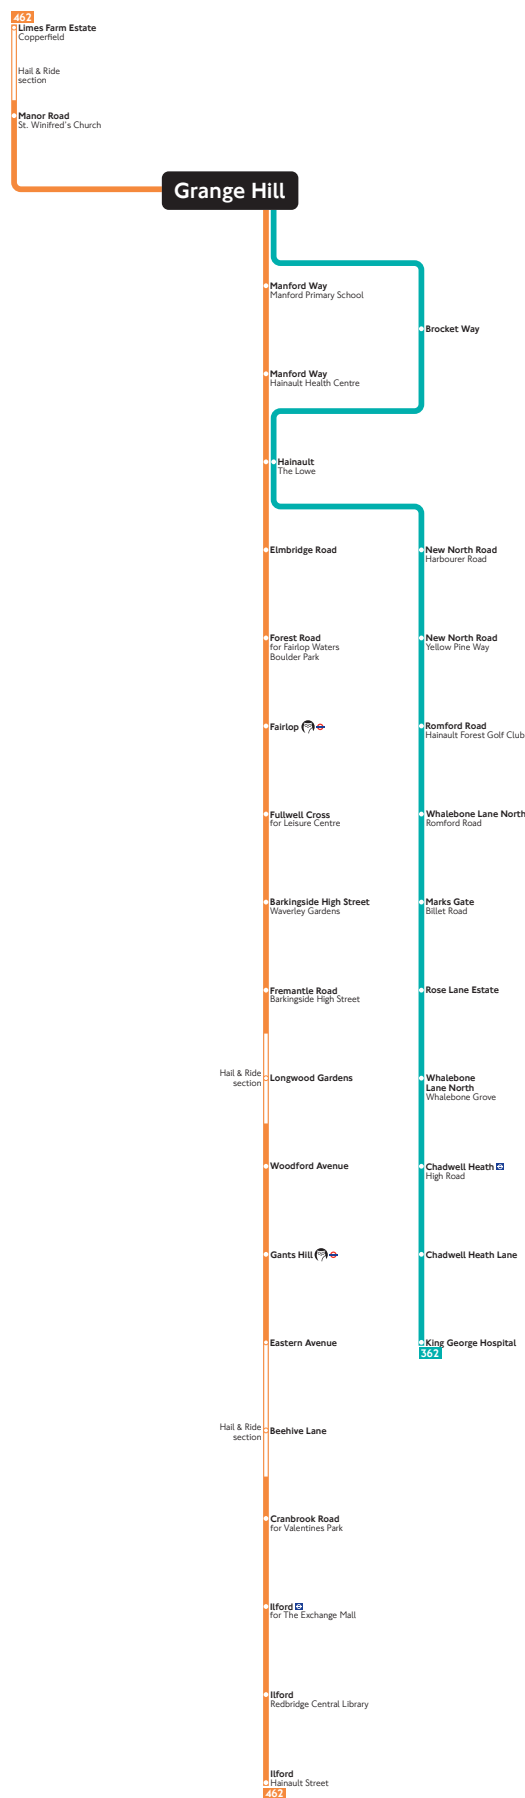 462
Limes Farm Estate
Copperfield
Hail & Ride
section
Manor Road
St. Winifred's Church
Grange Hill
Manford Way
Manford Primary School
Brocket Way
Manford Way
Hainault Health Centre
Hainault
The Lowe
Elmbridge Road
New North Road
Harbourer Road
Forest Road
for Fairlop Waters
Boulder Park
New North Road
Yellow Pine Way
Fairlop
Romford Road
Hainault Forest Golf Club
Fullwell Cross
for Leisure Centre
Whalebone Lane North
Romford Road
Barkingside High Street
Waverley Gardens
Marks Gate
Billet Road
Fremantle Road
Barkingside High Street
Rose Lane Estate
Hail & Ride
section
Longwood Gardens
Whalebone
Lane North
Whalebone Grove
Woodford Avenue
Chadwell Heath
High Road
Gants Hill
Chadwell Heath Lane
Eastern Avenue
King George Hospital
362
Hail & Ride
section
Beehive Lane
Cranbrook Road
for Valentines Park
Ilford
for The Exchange Mall
Ilford
Redbridge Central Library
Ilford
Hainault Street
462